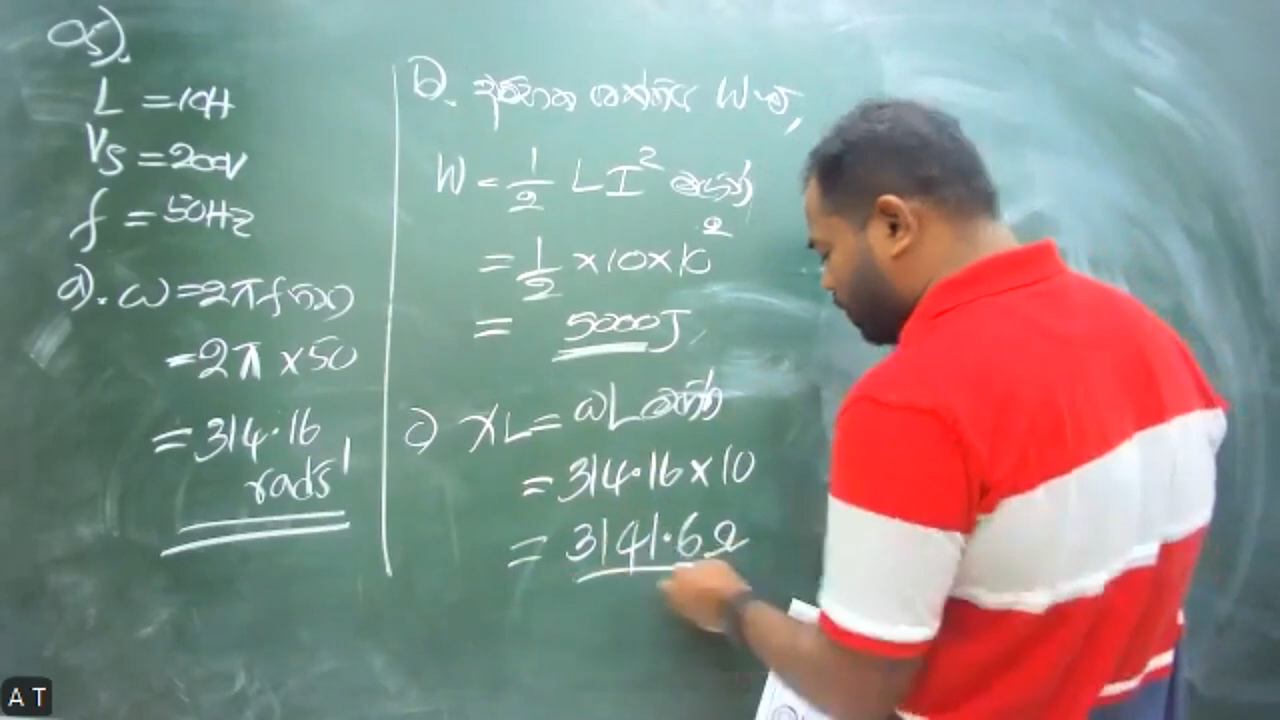 05).
L = 10H
Vs = 200V
f = 50Hz
a). ω = 2πf
= 2π × 50
= 314.16
rads⁻¹
b. ශක්තිය W
W = 1/2 LI²
= 1/2 × 10 × 10²
= 5000J
c) XL = ωL
= 314.16 × 10
= 3141.6Ω
A T